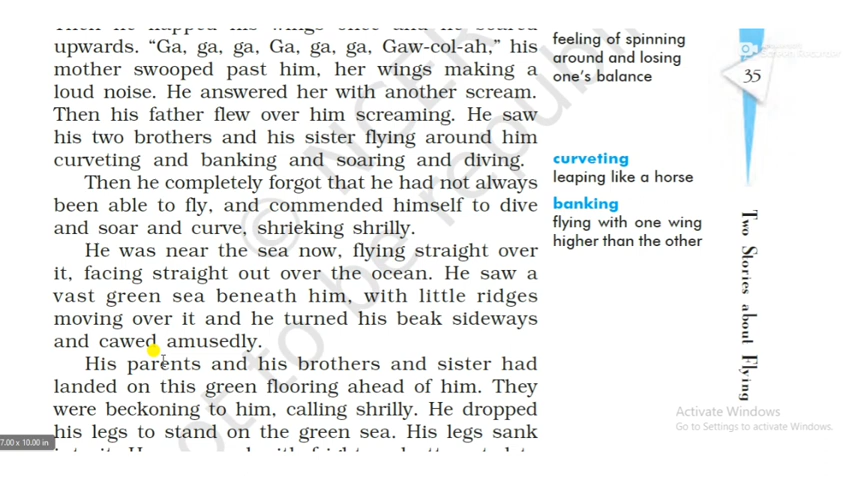 upwards. “Ga, ga, ga, Ga, ga, ga, Gaw-col-ah,” his
mother swooped past him, her wings making a
loud noise. He answered her with another scream.
Then his father flew over him screaming. He saw
his two brothers and his sister flying around him
curveting and banking and soaring and diving.
Then he completely forgot that he had not always
been able to fly, and commended himself to dive
and soar and curve, shrieking shrilly.
He was near the sea now, flying straight over
it, facing straight out over the ocean. He saw a
vast green sea beneath him, with little ridges
moving over it and he turned his beak sideways
and cawed amusedly.
His parents and his brothers and sister had
landed on this green flooring ahead of him. They
were beckoning to him, calling shrilly. He dropped
his legs to stand on the green sea. His legs sank
feeling of spinning
around and losing
one’s balance
curveting
leaping like a horse
banking
flying with one wing
higher than the other
35
Two Stories about Flying
© NCERT
not to be republi
Activate Windows
Go to Settings to activate Windows.
7.00 x 10.00 in